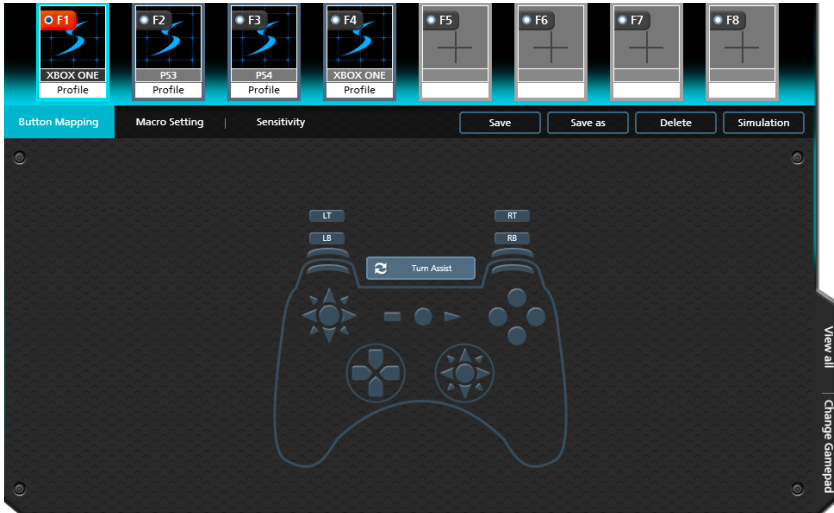 F1 F2 F3 F4 F5 F6 F7 F8
XBOX ONE PS3 PS4 XBOX ONE
Profile Profile Profile Profile
Button Mapping Macro Setting | Sensitivity Save Save as Delete Simulation
LT RT
LB RB
Turn Assist
View all
Change Gamepad